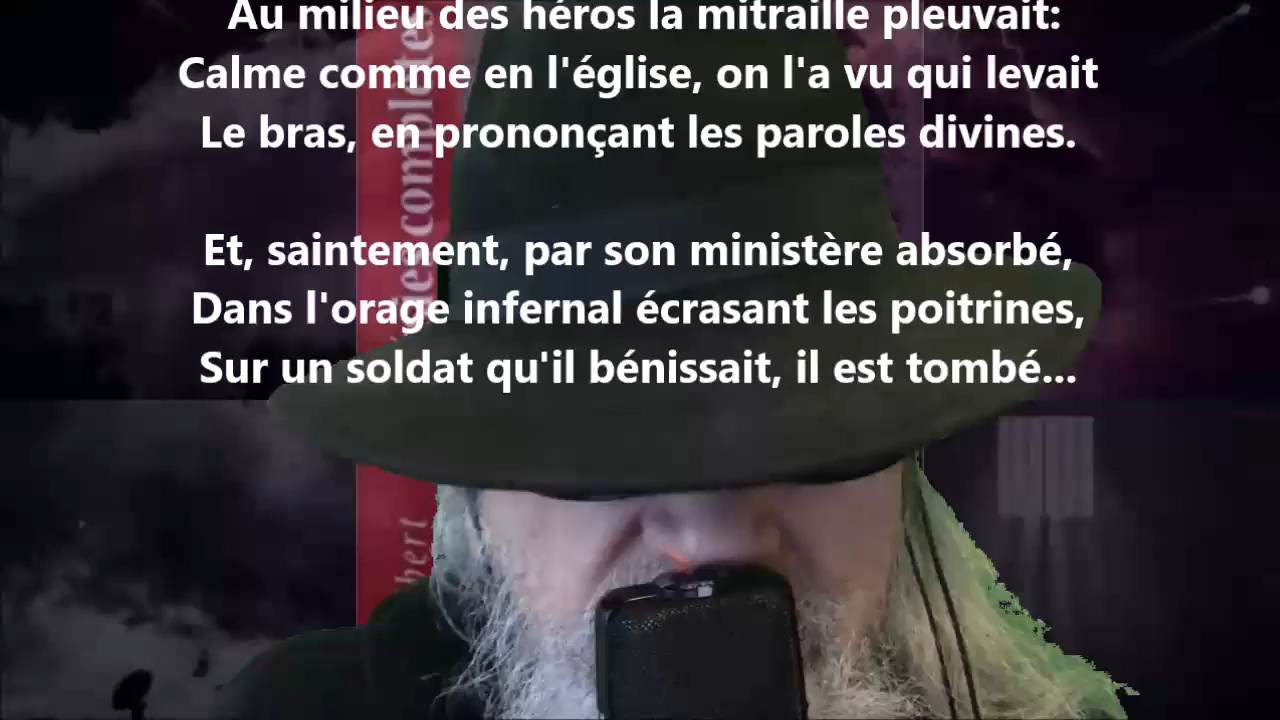 Au milieu des héros la mitraille pleuvait:
Calme comme en l'église, on l'a vu qui levait
Le bras, en prononçant les paroles divines.
Et, saintement, par son ministère absorbé,
Dans l'orage infernal écrasant les poitrines,
Sur un soldat qu'il bénissait, il est tombé...